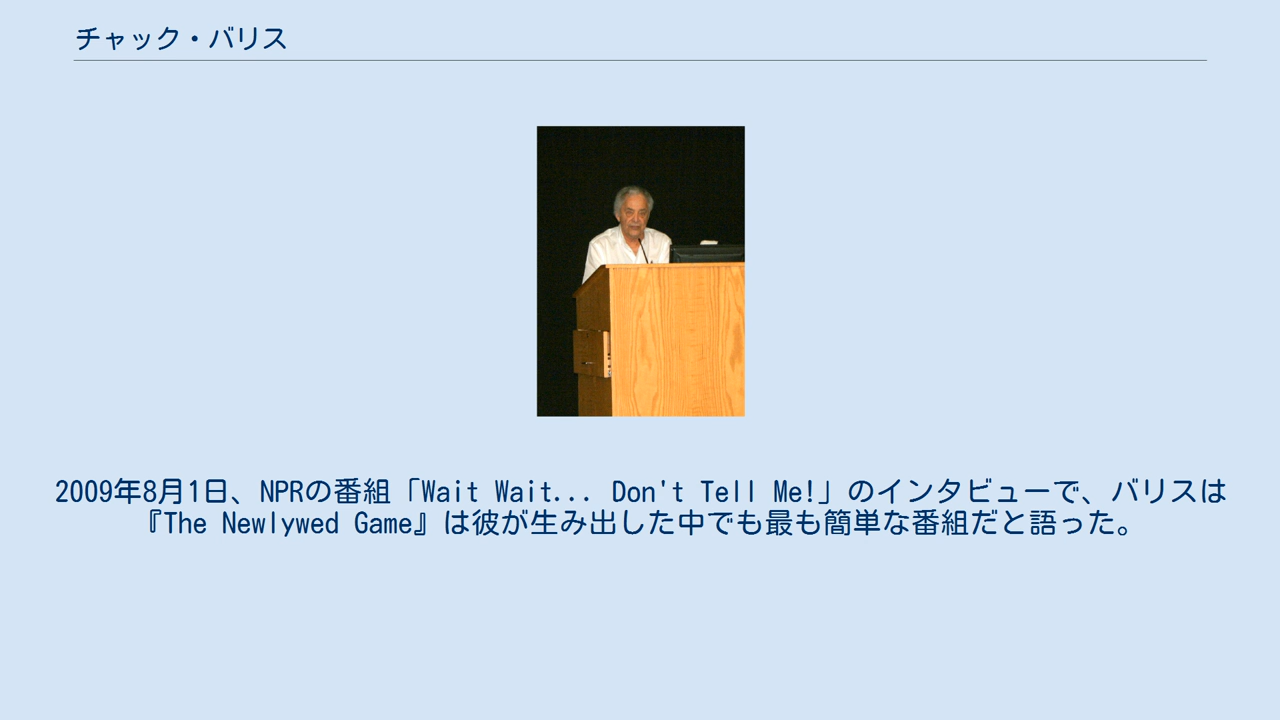 チャック・バリス
2009年8月1日、NPRの番組「Wait Wait... Don't Tell Me!」のインタビューで、バリスは
『The Newlywed Game』は彼が生み出した中でも最も簡単な番組だと語った。